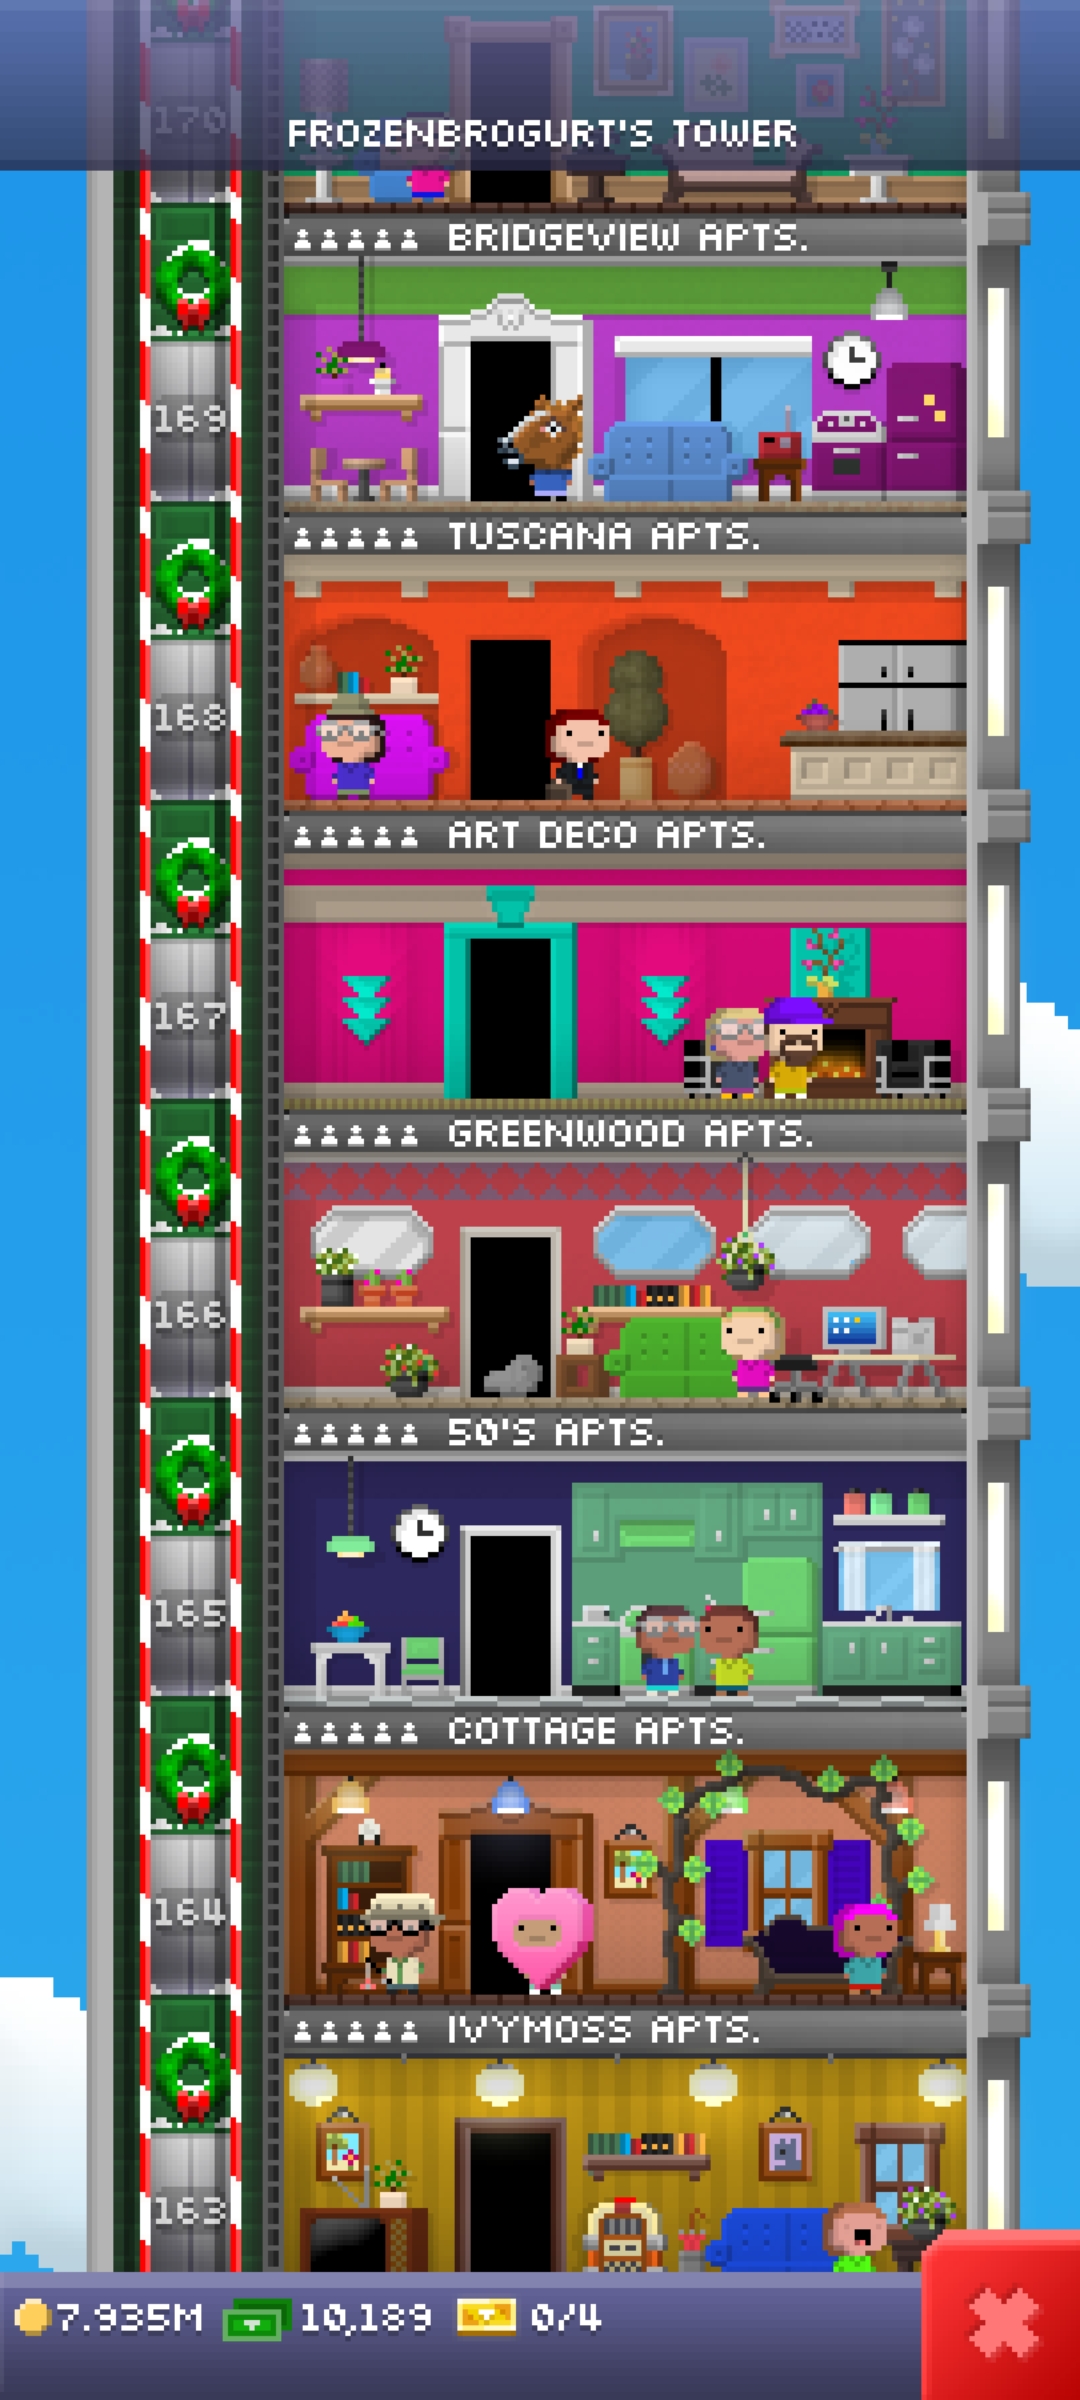 170
FROZENBROGURT'S TOWER
BRIDGEVIEW APTS.
169
TUSCANA APTS.
168
ART DECO APTS.
167
GREENWOOD APTS.
166
50'S APTS.
165
COTTAGE APTS.
164
IVYMOSS APTS.
163
7.935M 10,189 0/4